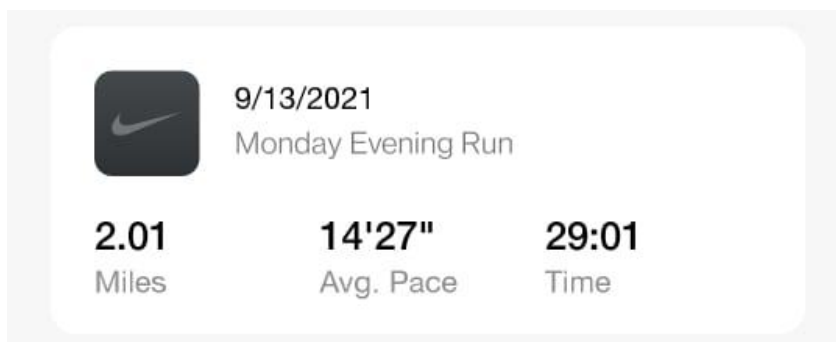 9/13/2021
Monday Evening Run
2.01 14'27" 29:01
Miles Avg. Pace Time